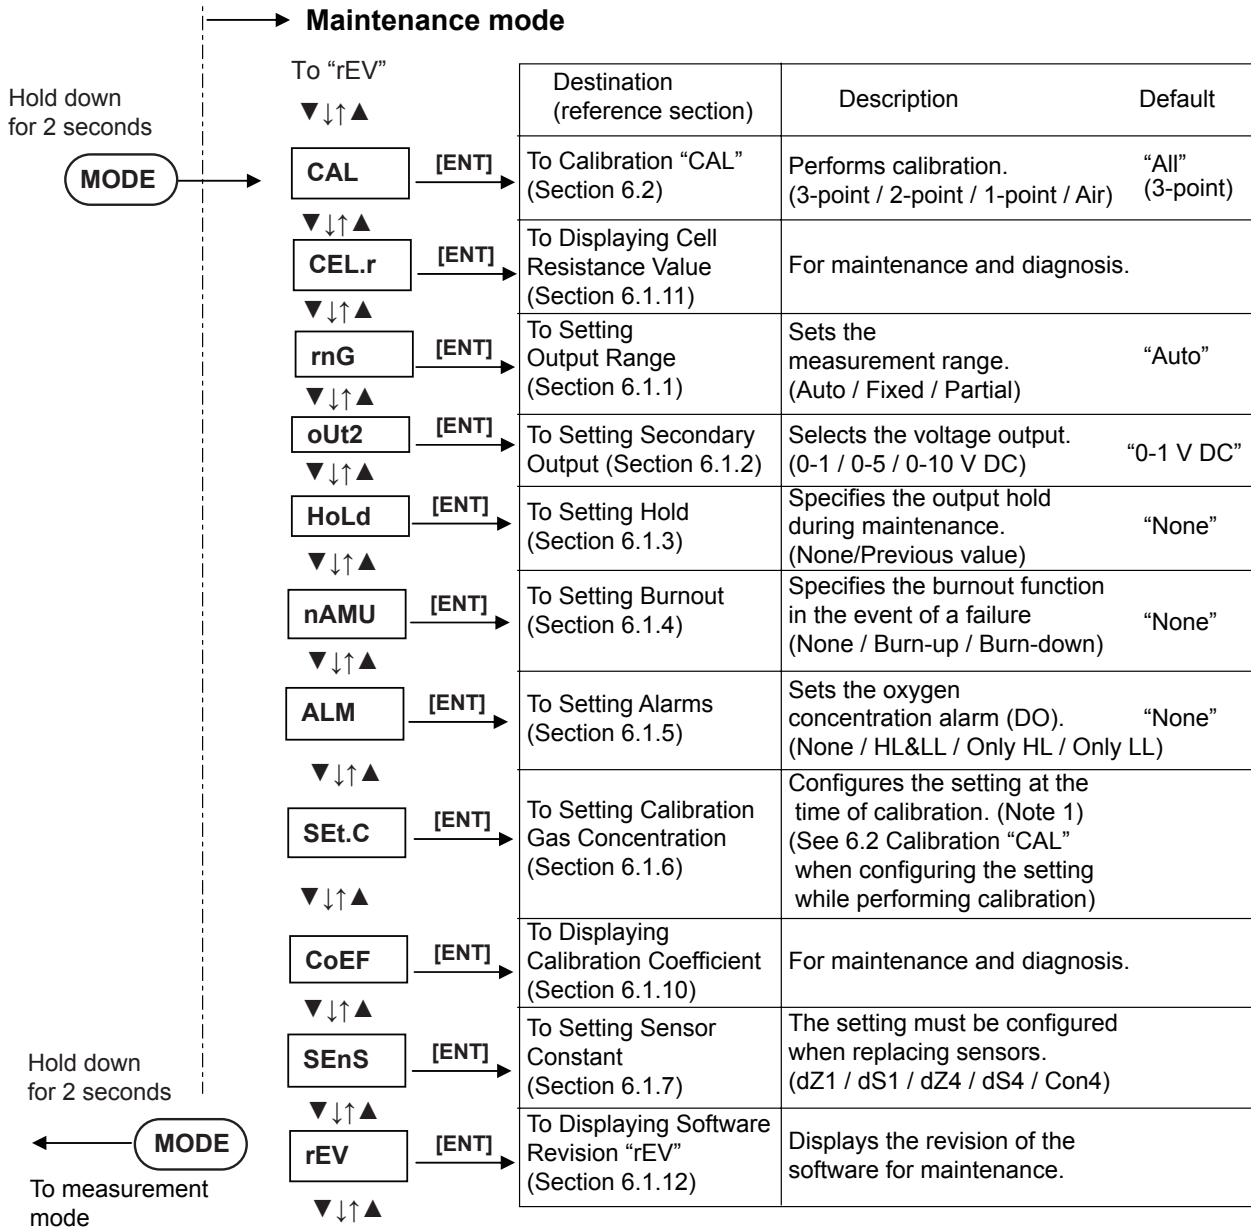 Maintenance mode
To “rEV”
Hold down
for 2 seconds
▼↓↑▲
Destination
(reference section)
Description
Default
MODE
CAL
[ENT]
To Calibration “CAL”
(Section 6.2)
Performs calibration.
(3-point / 2-point / 1-point / Air)
“All”
(3-point)
▼↓↑▲
CEL.r
[ENT]
To Displaying Cell
Resistance Value
(Section 6.1.11)
For maintenance and diagnosis.
▼↓↑▲
rnG
[ENT]
To Setting
Output Range
(Section 6.1.1)
Sets the
measurement range.
(Auto / Fixed / Partial)
“Auto”
▼↓↑▲
oUt2
[ENT]
To Setting Secondary
Output (Section 6.1.2)
Selects the voltage output.
(0-1 / 0-5 / 0-10 V DC)
“0-1 V DC”
▼↓↑▲
HoLd
[ENT]
To Setting Hold
(Section 6.1.3)
Specifies the output hold
during maintenance.
(None/Previous value)
“None”
▼↓↑▲
nAMU
[ENT]
To Setting Burnout
(Section 6.1.4)
Specifies the burnout function
in the event of a failure
(None / Burn-up / Burn-down)
“None”
▼↓↑▲
ALM
[ENT]
To Setting Alarms
(Section 6.1.5)
Sets the oxygen
concentration alarm (DO).
(None / HL&LL / Only HL / Only LL)
“None”
▼↓↑▲
SEt.C
[ENT]
To Setting Calibration
Gas Concentration
(Section 6.1.6)
Configures the setting at the
time of calibration. (Note 1)
(See 6.2 Calibration “CAL”
when configuring the setting
while performing calibration)
▼↓↑▲
CoEF
[ENT]
To Displaying
Calibration Coefficient
(Section 6.1.10)
For maintenance and diagnosis.
▼↓↑▲
SEnS
[ENT]
To Setting Sensor
Constant
(Section 6.1.7)
The setting must be configured
when replacing sensors.
(dZ1 / dS1 / dZ4 / dS4 / Con4)
Hold down
for 2 seconds
▼↓↑▲
MODE
rEV
[ENT]
To Displaying Software
Revision “rEV”
(Section 6.1.12)
Displays the revision of the
software for maintenance.
To measurement
mode
▼↓↑▲